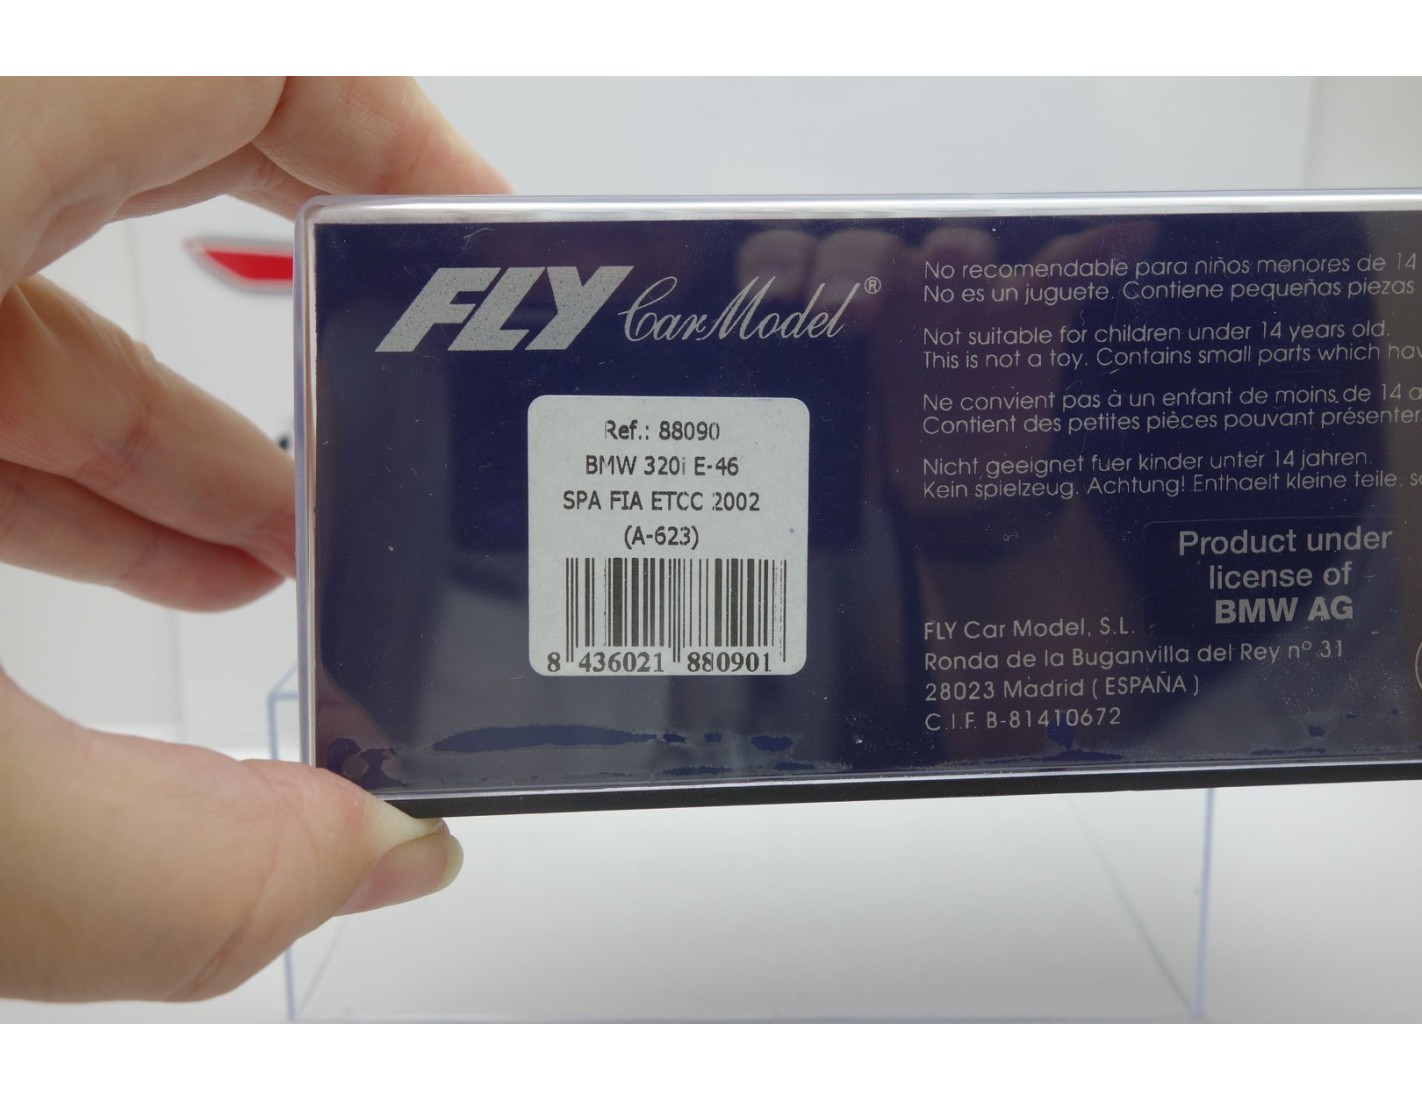 FLY Car Model®
Ref.: 88090
BMW 320i E-46
SPA FIA ETCC 2002
(A-623)
8 436021 880901
No recomendable para niños menores de 14
No es un juguete. Contiene pequeñas piezas
Not suitable for children under 14 years old.
This is not a toy. Contains small parts which
Ne convient pas à un enfant de moins de 14
Contient des petites pièces pouvant
Nicht geeignet fuer kinder unter 14 jahren.
Kein spielzeug. Achtung! Enthaelt kleine teile.
Product under
license of
BMW AG
FLY Car Model, S.L.
Ronda de la Buganvilla del Rey nº 31
28023 Madrid ( ESPAÑA )
C.I.F. B-81410672